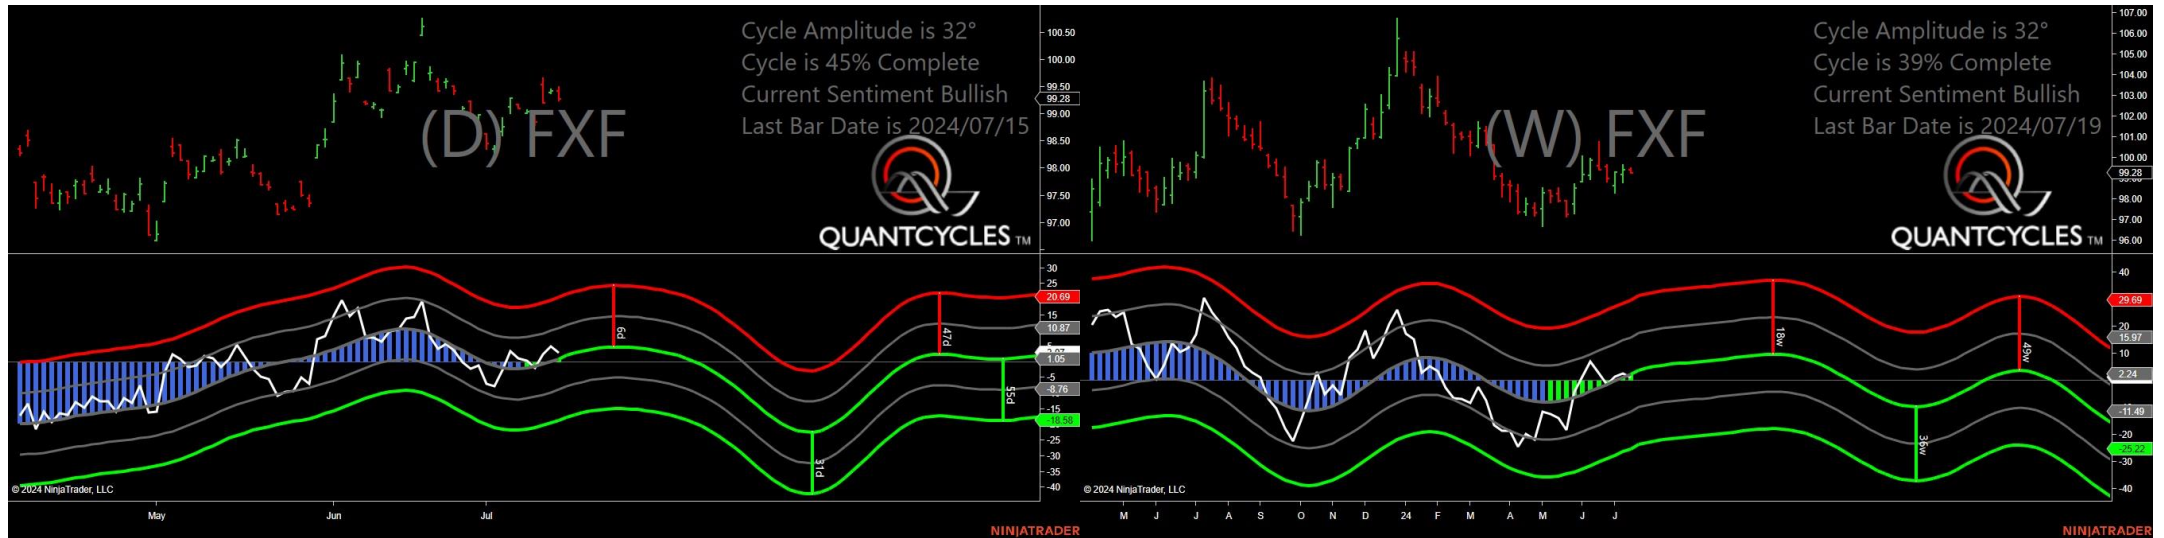 Cycle Amplitude is 32°
Cycle is 45% Complete
Current Sentiment Bullish
Last Bar Date is 2024/07/15
(D) FXF
QUANTCYCLES TM
100.50
100.00
99.50
99.28
99.00
98.50
98.00
97.50
97.00
30
25
20.69
15
10.87
1.05
-5
-8.76
-15
-18.58
-25
-30
-35
-40
6d
31d
47d
55d
© 2024 NinjaTrader, LLC
May Jun Jul
NINJATRADER
Cycle Amplitude is 32°
Cycle is 39% Complete
Current Sentiment Bullish
Last Bar Date is 2024/07/19
(W) FXF
QUANTCYCLES TM
107.00
106.00
105.00
104.00
103.00
102.00
101.00
100.00
99.28
98.00
97.00
96.00
40
29.69
20
15.97
10
2.24
-11.49
-20
-25.22
-30
-40
18w
36w
49w
© 2024 NinjaTrader, LLC
M J J A S O N D 24 F M A M J J
NINJATRADER